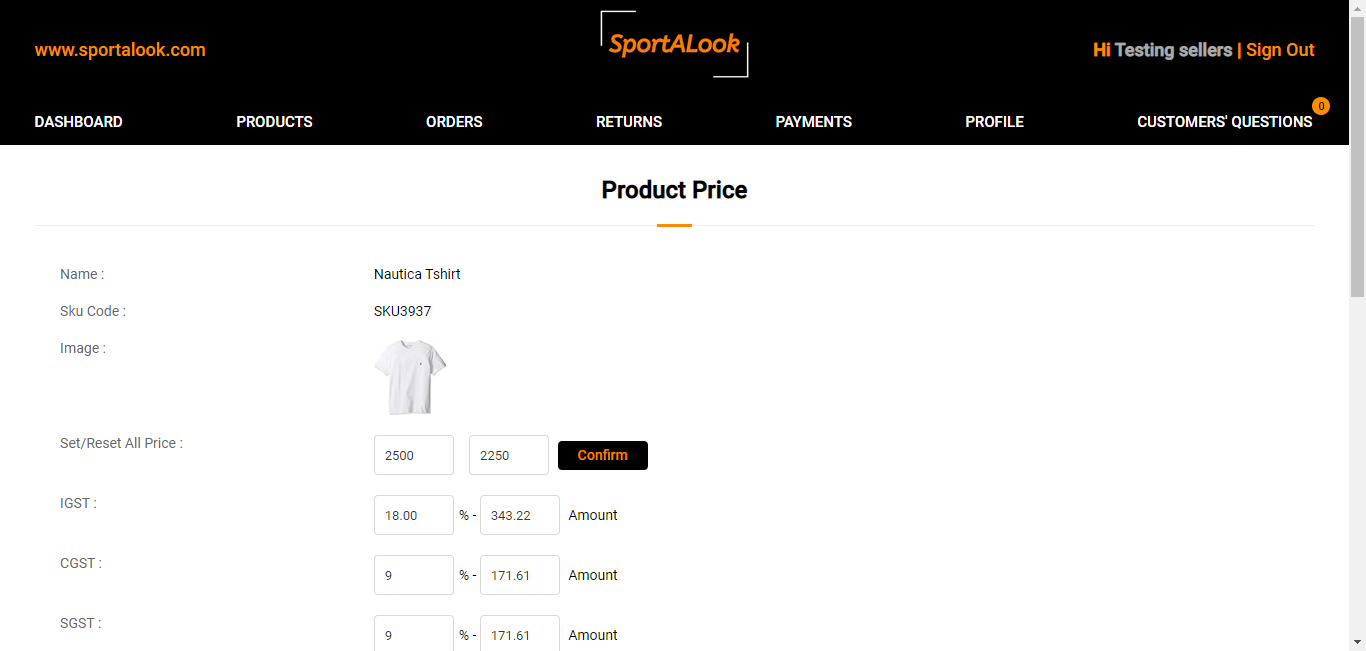 www.sportalook.com
SportALook
Hi Testing sellers | Sign Out
0
DASHBOARD PRODUCTS ORDERS RETURNS PAYMENTS PROFILE CUSTOMERS' QUESTIONS
Product Price
Name : Nautica Tshirt
Sku Code : SKU3937
Image :
Set/Reset All Price : 2500 2250 Confirm
IGST : 18.00 % - 343.22 Amount
CGST : 9 % - 171.61 Amount
SGST : 9 % - 171.61 Amount